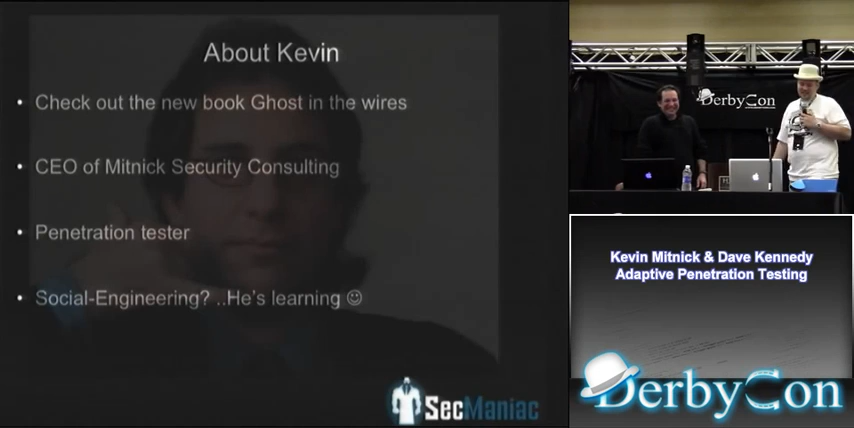 About Kevin
• Check out the new book Ghost in the wires
• CEO of Mitnick Security Consulting
• Penetration tester
• Social-Engineering? ..He's learning ☺
SecManiac
DerbyCon
Kevin Mitnick & Dave Kennedy
Adaptive Penetration Testing
DerbyCon